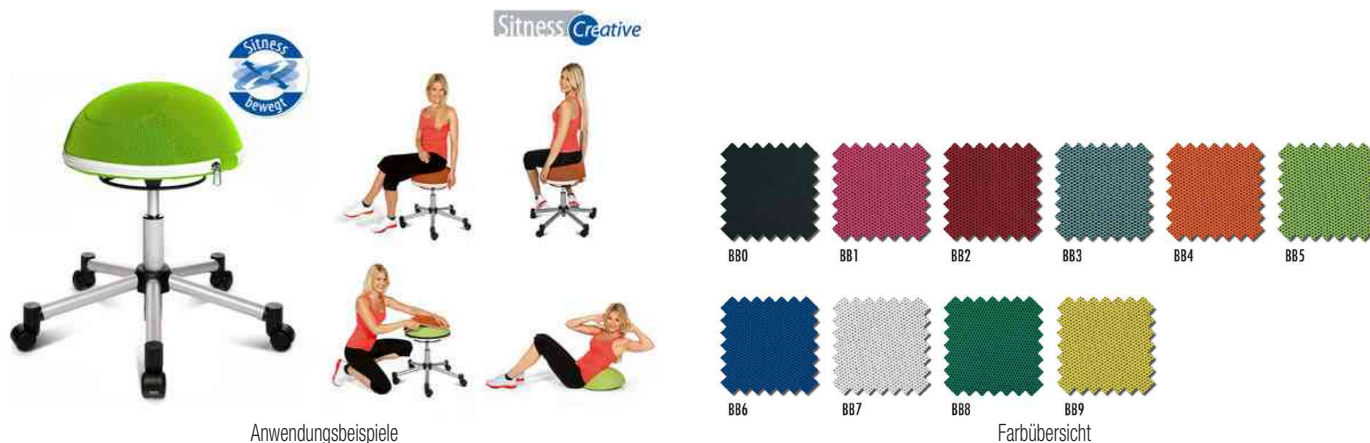 Sitness Creative
Sitness
bewegt
BB0 BB1 BB2 BB3 BB4 BB5
BB6 BB7 BB8 BB9
Anwendungsbeispiele
Farbübersicht